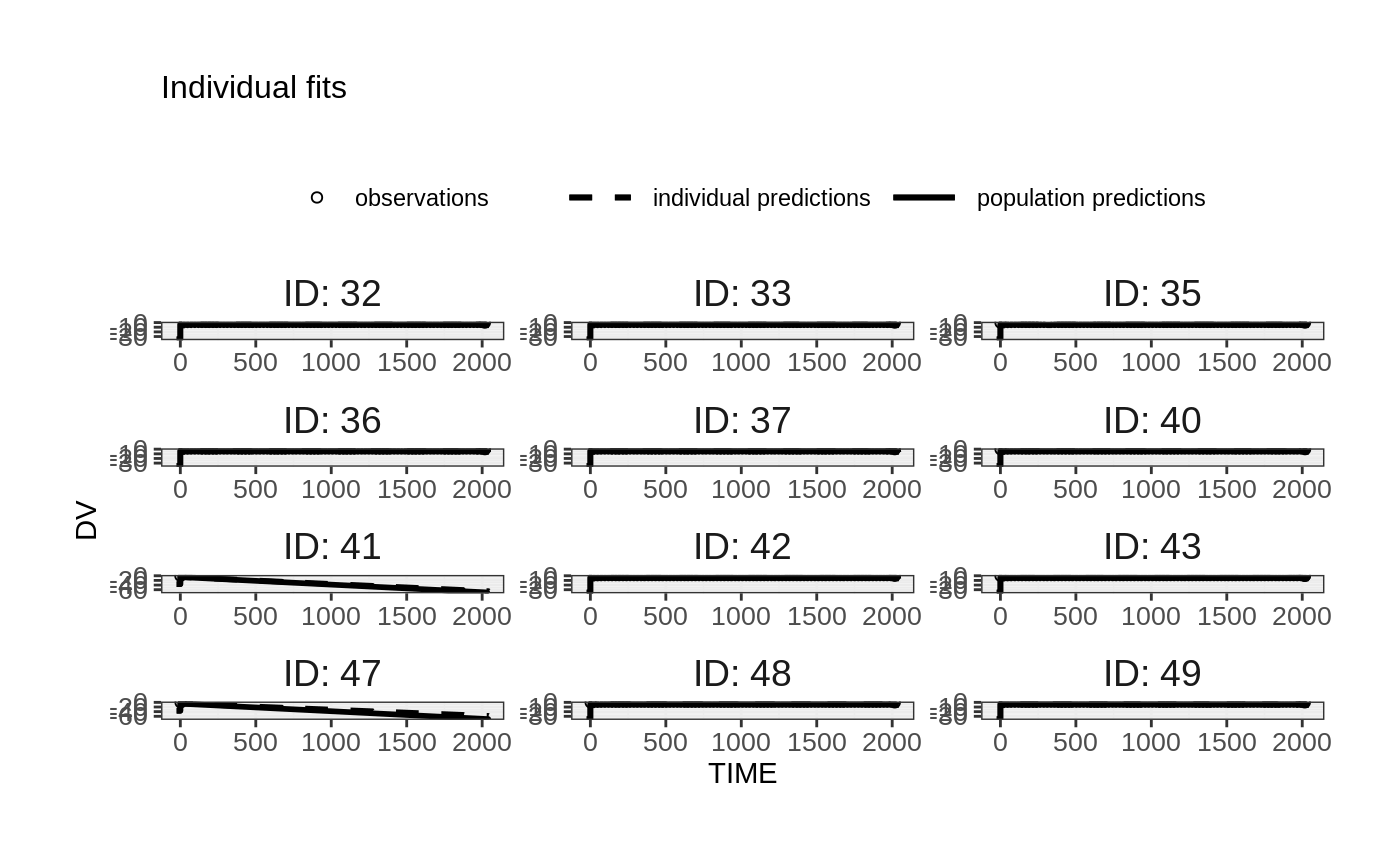 Individual fits
observations individual predictions population predictions
ID: 32 ID: 33 ID: 35
0 500 1000 1500 2000 0 500 1000 1500 2000 0 500 1000 1500 2000
ID: 36 ID: 37 ID: 40
0 500 1000 1500 2000 0 500 1000 1500 2000 0 500 1000 1500 2000
DV
ID: 41 ID: 42 ID: 43
0 500 1000 1500 2000 0 500 1000 1500 2000 0 500 1000 1500 2000
ID: 47 ID: 48 ID: 49
0 500 1000 1500 2000 0 500 1000 1500 2000 0 500 1000 1500 2000
TIME